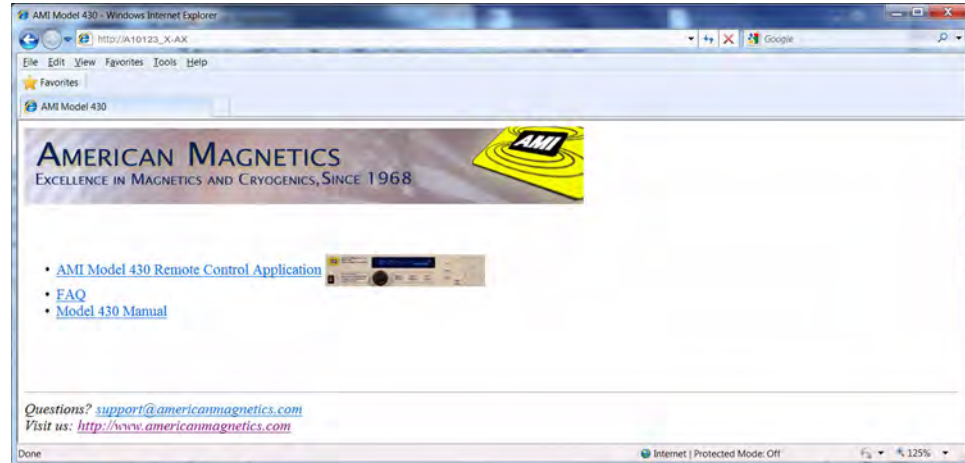 AMI Model 430 - Windows Internet Explorer
http://A10123_X-AX
Google
File Edit View Favorites Tools Help
Favorites
AMI Model 430
AMERICAN MAGNETICS
EXCELLENCE IN MAGNETICS AND CRYOGENICS, SINCE 1968
AMI
• AMI Model 430 Remote Control Application
• FAQ
• Model 430 Manual
Questions? support@americanmagnetics.com
Visit us: http://www.americanmagnetics.com
Done
Internet | Protected Mode: Off
125%